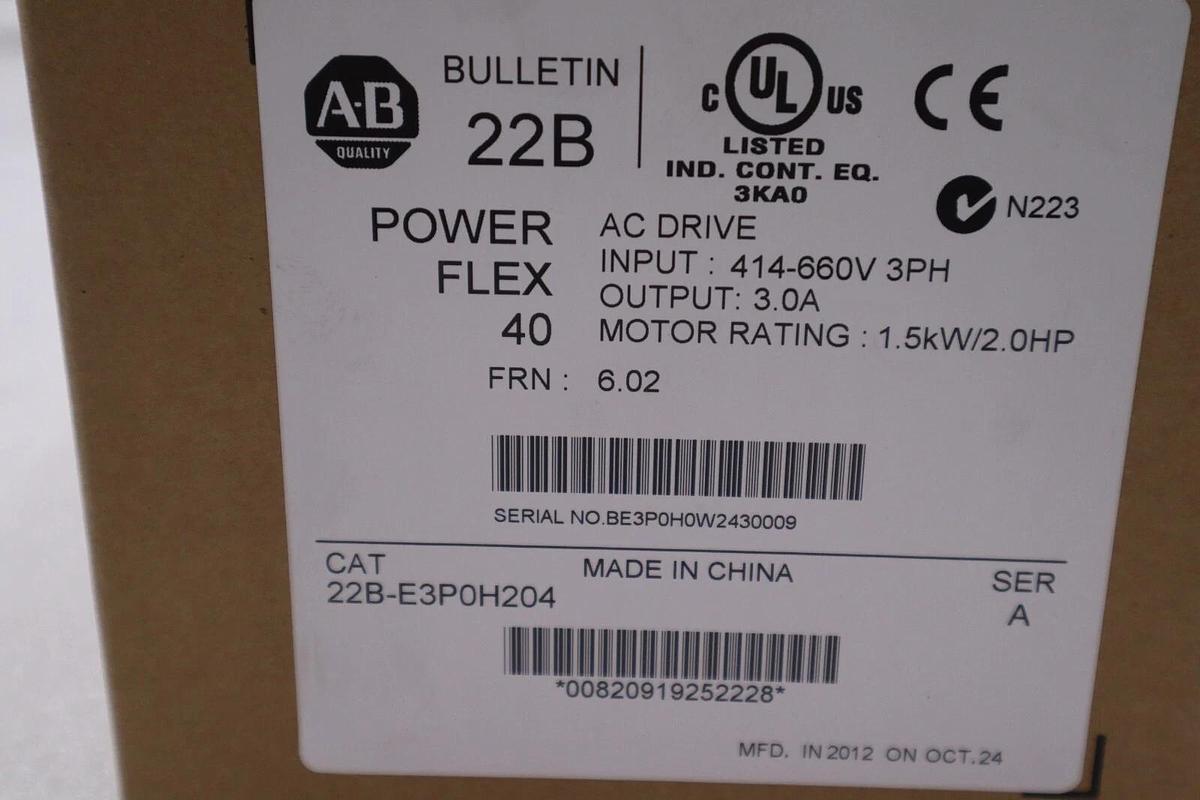 A-B
QUALITY
BULLETIN
22B
C UL US
LISTED
IND. CONT. EQ.
3KA0
CE
N223
POWER
FLEX
40
AC DRIVE
INPUT : 414-660V 3PH
OUTPUT: 3.0A
MOTOR RATING : 1.5kW/2.0HP
FRN : 6.02
SERIAL NO.BE3P0H0W2430009
CAT
22B-E3P0H204
MADE IN CHINA
SER
A
*00820919252228*
MFD. IN 2012 ON OCT.24